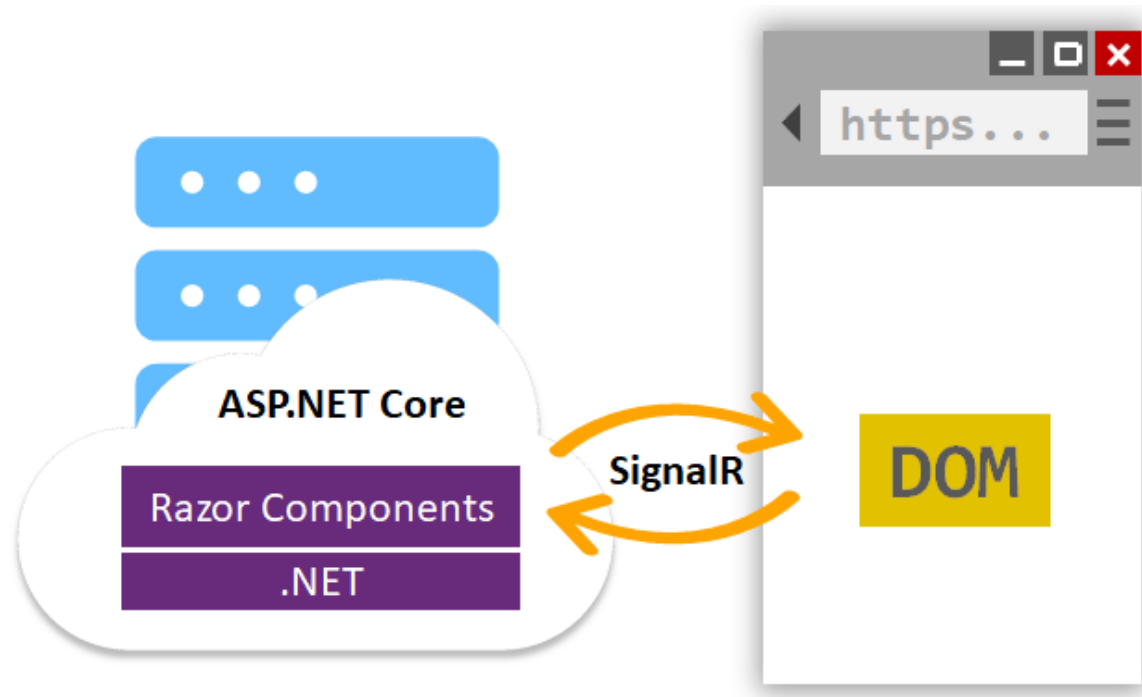 https...
ASP.NET Core
SignalR
DOM
Razor Components
.NET